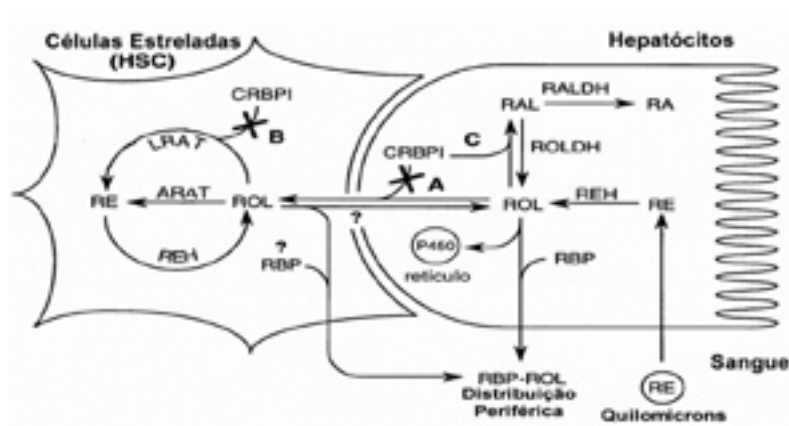 Células Estreladas
(HSC)
Hepatócitos
CRBPI
B
LRAT
RE
ARAT
ROL
REH
?
RBP
?
RALDH
RAL
RA
C
CRBPI
ROLDH
A
ROL
REH
RE
P450
retículo
RBP
RBP-ROL
Distribuição
Periférica
Sangue
RE
Quilomicrons